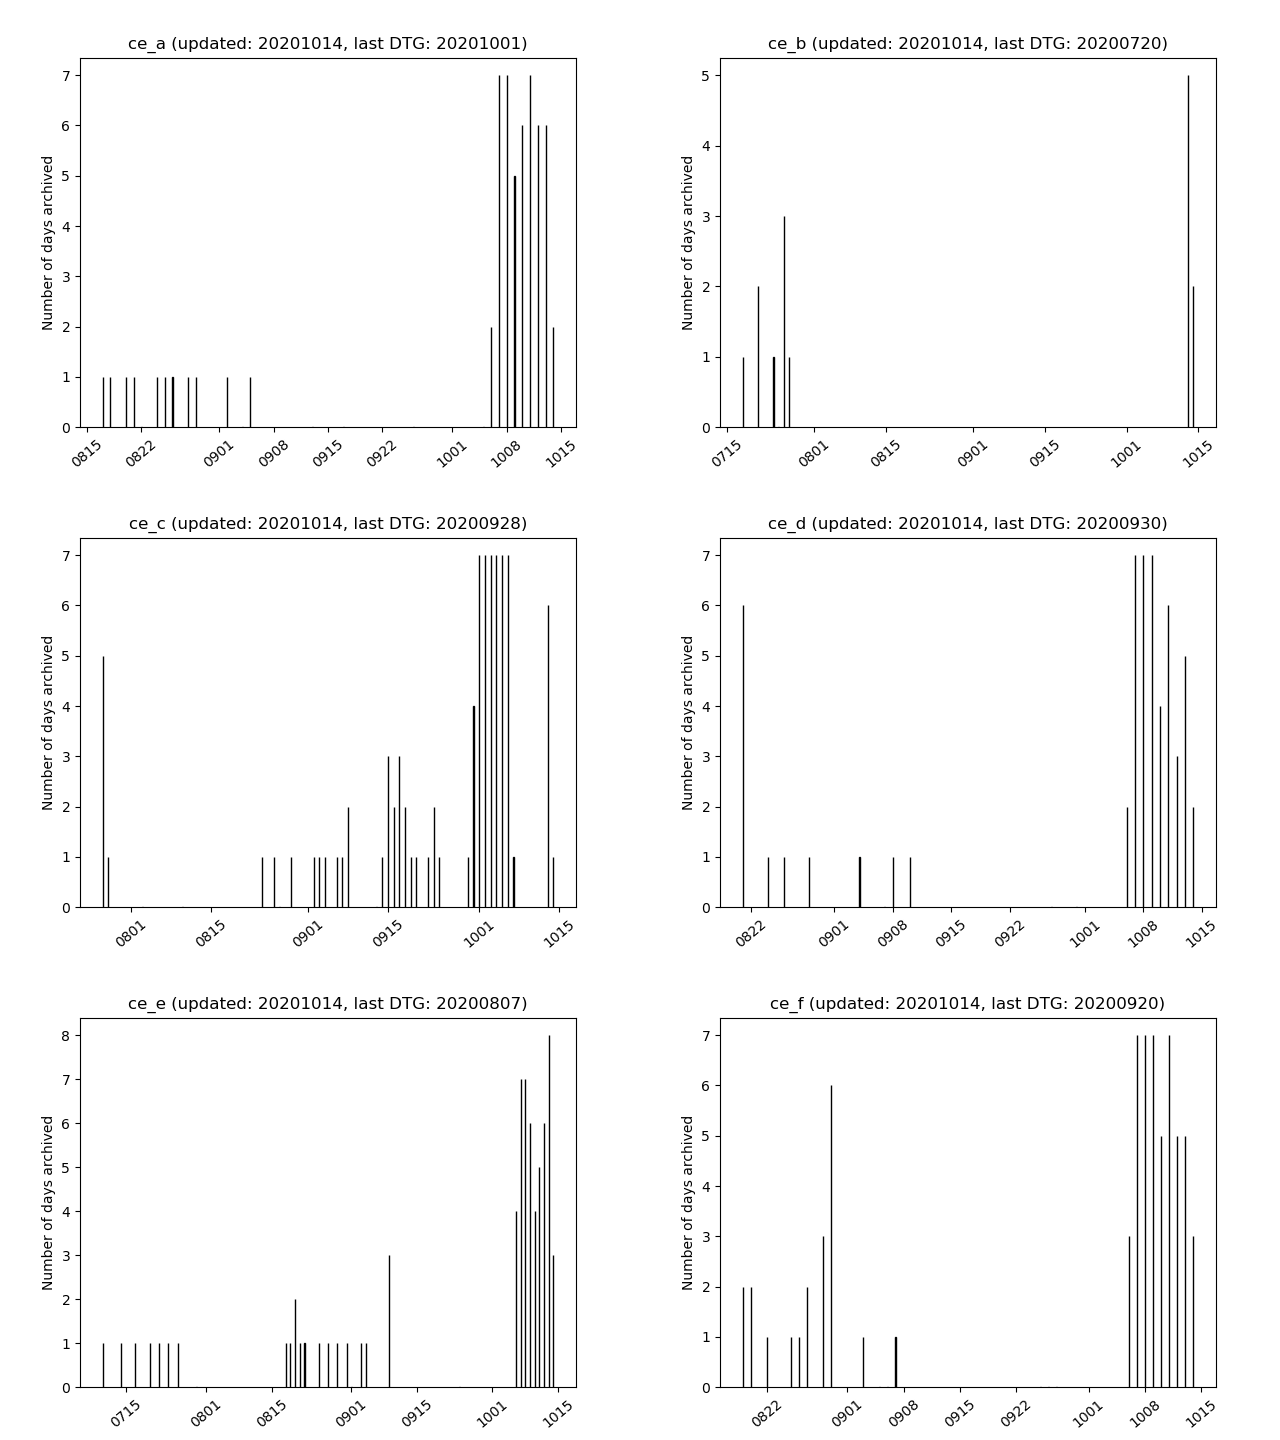 ce_a (updated: 20201014, last DTG: 20201001)
Number of days archived
7
6
5
4
3
2
1
0
0815 0822 0901 0908 0915 0922 1001 1008 1015
ce_b (updated: 20201014, last DTG: 20200720)
Number of days archived
5
4
3
2
1
0
0715 0801 0815 0901 0915 1001 1015
ce_c (updated: 20201014, last DTG: 20200928)
Number of days archived
7
6
5
4
3
2
1
0
0801 0815 0901 0915 1001 1015
ce_d (updated: 20201014, last DTG: 20200930)
Number of days archived
7
6
5
4
3
2
1
0
0822 0901 0908 0915 0922 1001 1008 1015
ce_e (updated: 20201014, last DTG: 20200807)
Number of days archived
8
7
6
5
4
3
2
1
0
0715 0801 0815 0901 0915 1001 1015
ce_f (updated: 20201014, last DTG: 20200920)
Number of days archived
7
6
5
4
3
2
1
0
0822 0901 0908 0915 0922 1001 1008 1015